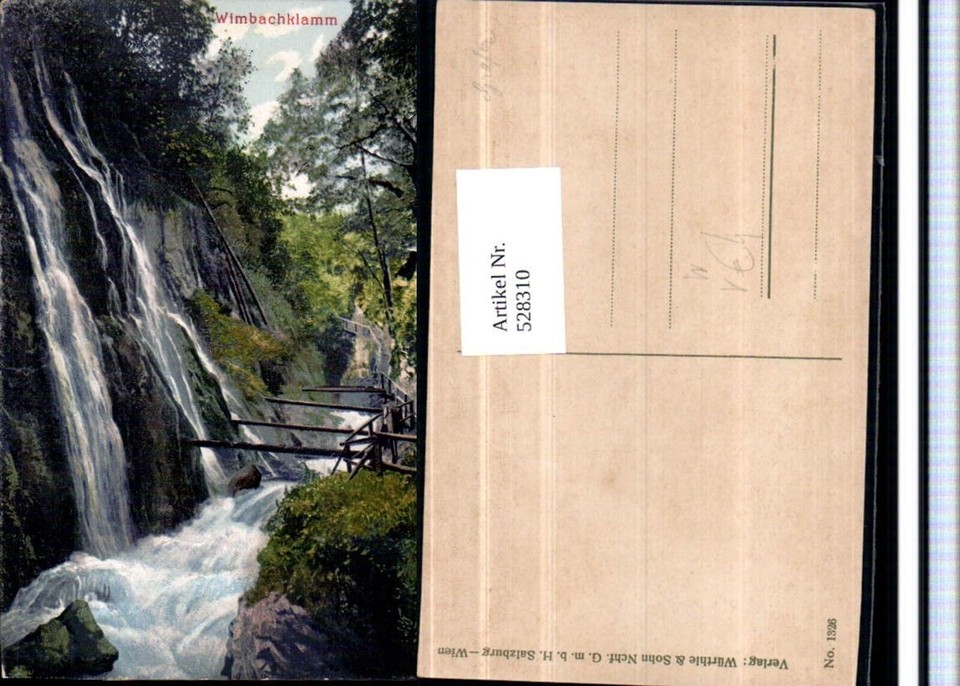 Wimbachklamm
Artikel Nr.
528310
Verlag: Würthle & Sohn Nchf. G. m. b. H. Salzburg—Wien
No. 1326